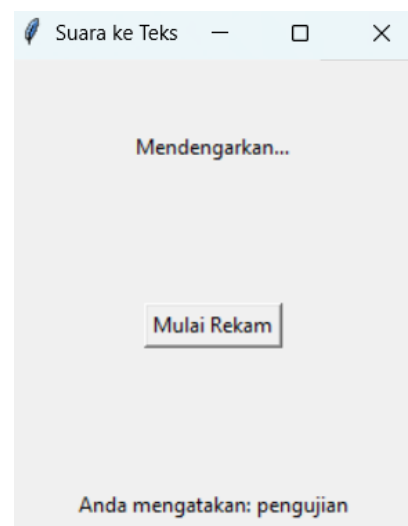 Suara ke Teks
Mendengarkan...
Mulai Rekam
Anda mengatakan: pengujian